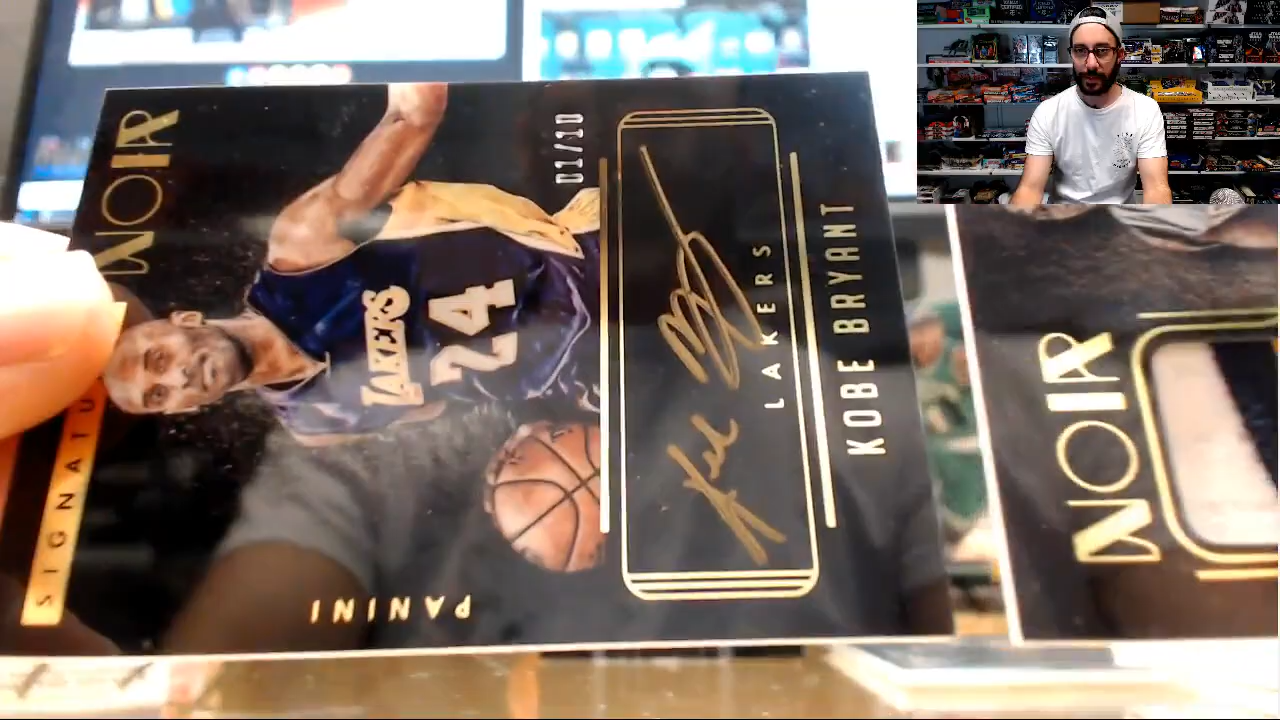 NOIR
SIGNATU
LAKERS
24
PANINI
01/10
LAKERS
KOBE BRYANT
NOIR